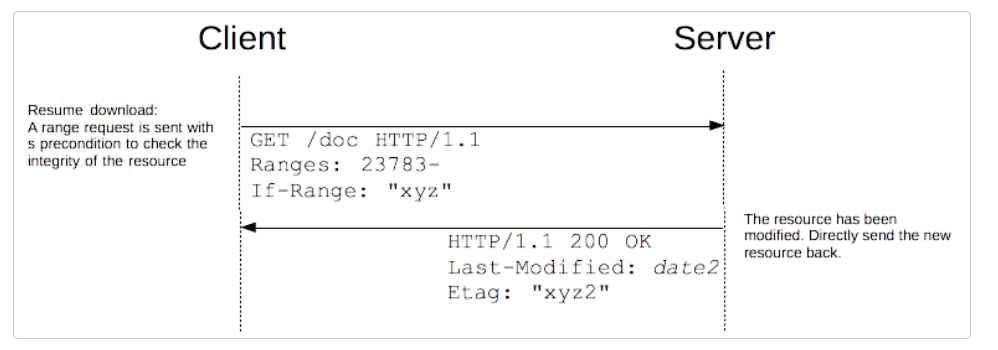 Client
Server
Resume download:
A range request is sent with
s precondition to check the
integrity of the resource
GET /doc HTTP/1.1
Ranges: 23783-
If-Range: "xyz"
The resource has been
modified. Directly send the new
resource back.
HTTP/1.1 200 OK
Last-Modified: date2
Etag: "xyz2"